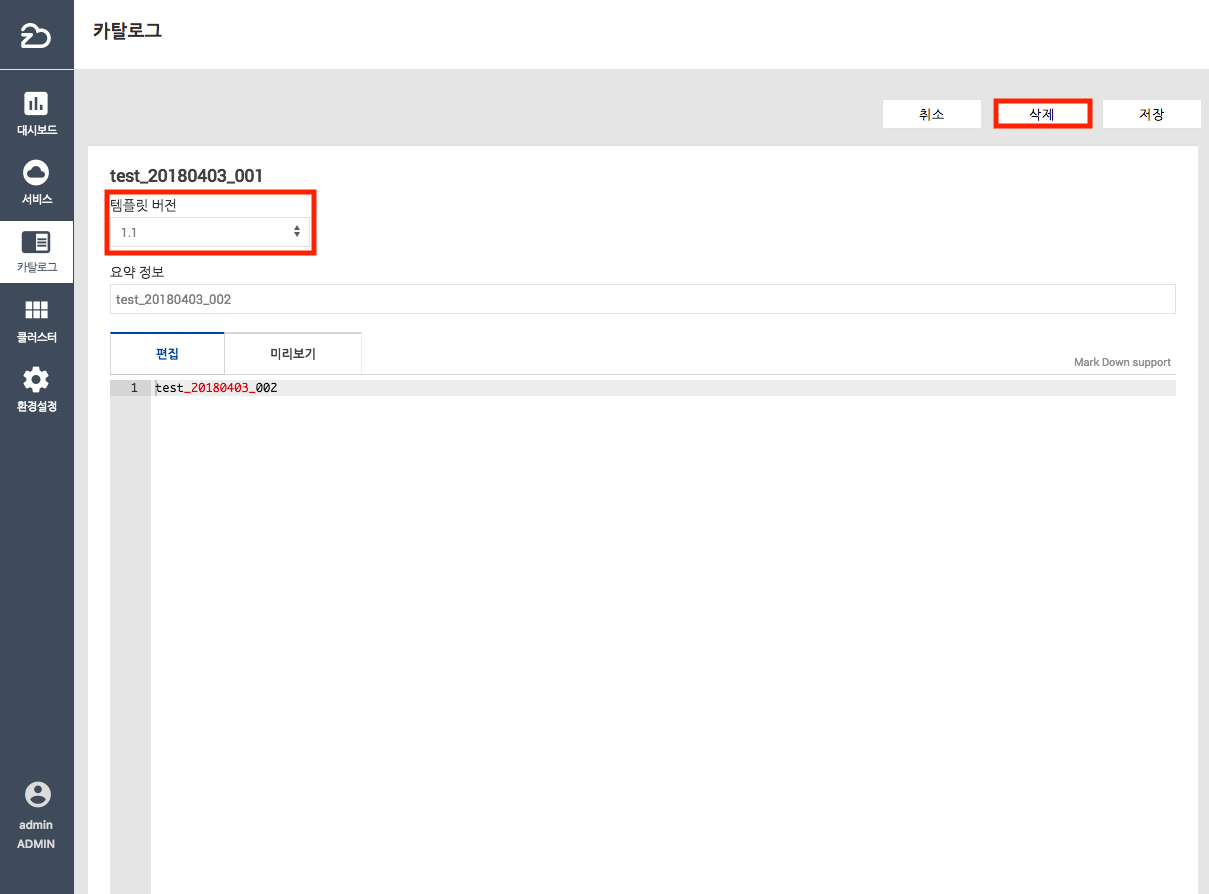 카탈로그
대시보드
서비스
카탈로그
클러스터
환경설정
admin
ADMIN
취소
삭제
저장
test_20180403_001
템플릿 버전
1.1
요약 정보
test_20180403_002
편집
미리보기
Mark Down support
1 test_20180403_002